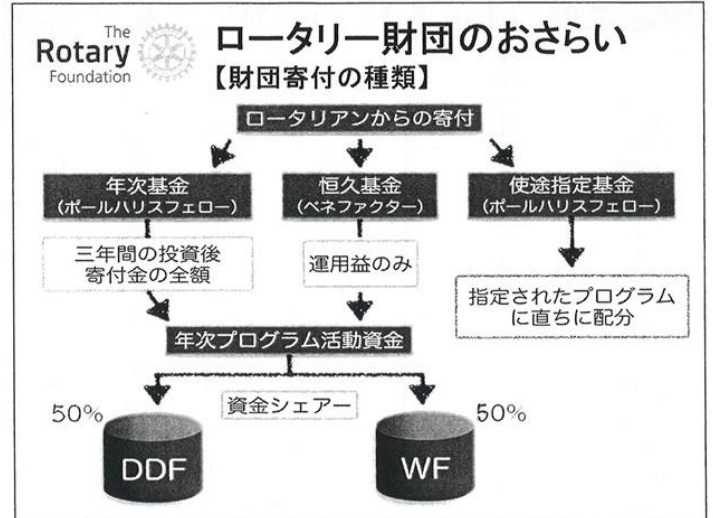 The
Rotary
Foundation
ロータリー財団のおさらい
【財団寄付の種類】
ロータリアンからの寄付
年次基金
(ポールハリスフェロー)
恒久基金
(ベネファクター)
使途指定基金
(ポールハリスフェロー)
三年間の投資後
寄付金の全額
運用益のみ
指定されたプログラム
に直ちに配分
年次プログラム活動資金
50%
資金シェアー
50%
DDF
WF